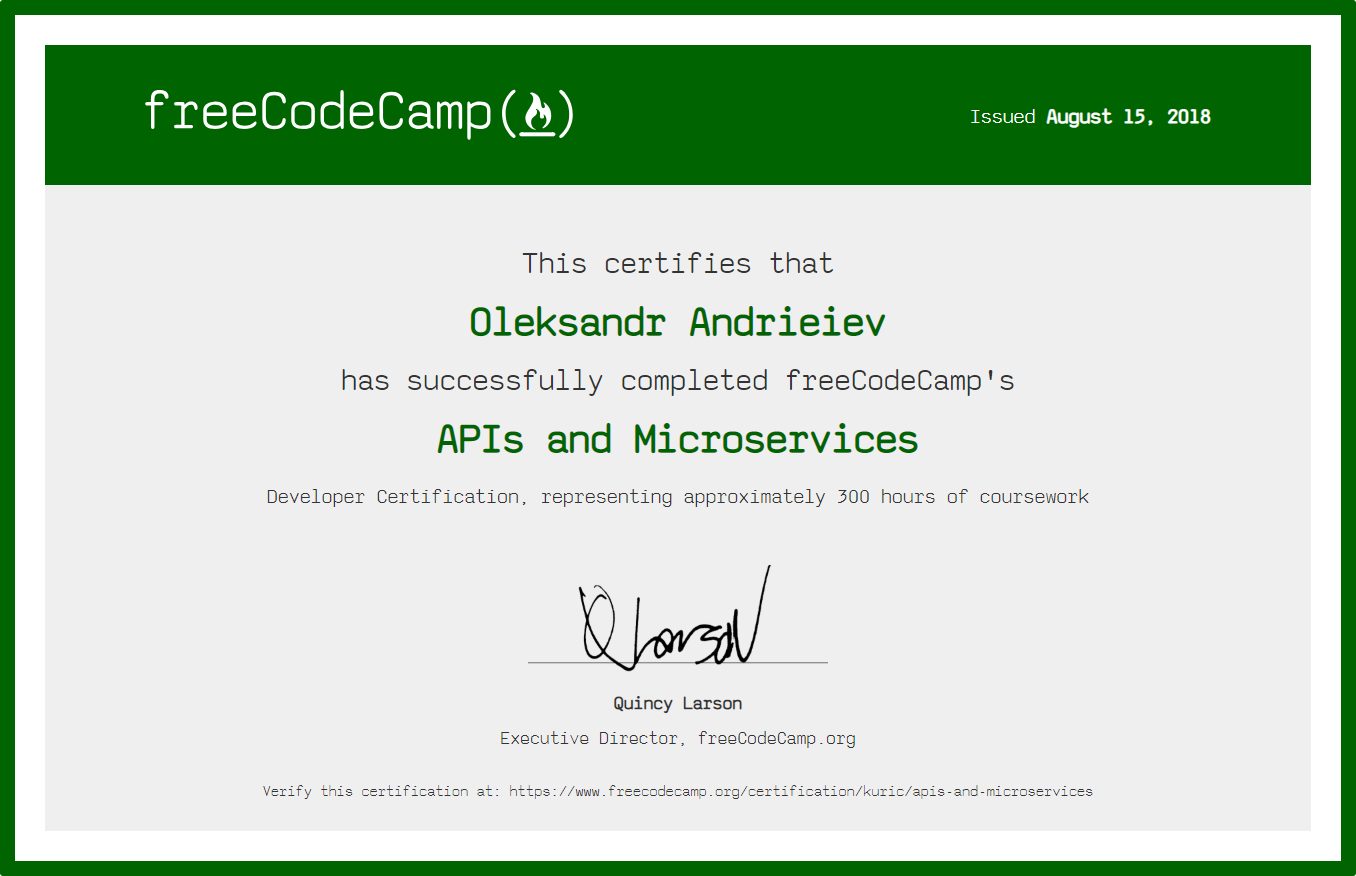 freeCodeCamp(🔥)
Issued August 15, 2018
This certifies that
Oleksandr Andrieiev
has successfully completed freeCodeCamp's
APIs and Microservices
Developer Certification, representing approximately 300 hours of coursework
Q Larson
Quincy Larson
Executive Director, freeCodeCamp.org
Verify this certification at: https://www.freecodecamp.org/certification/kuric/apis-and-microservices